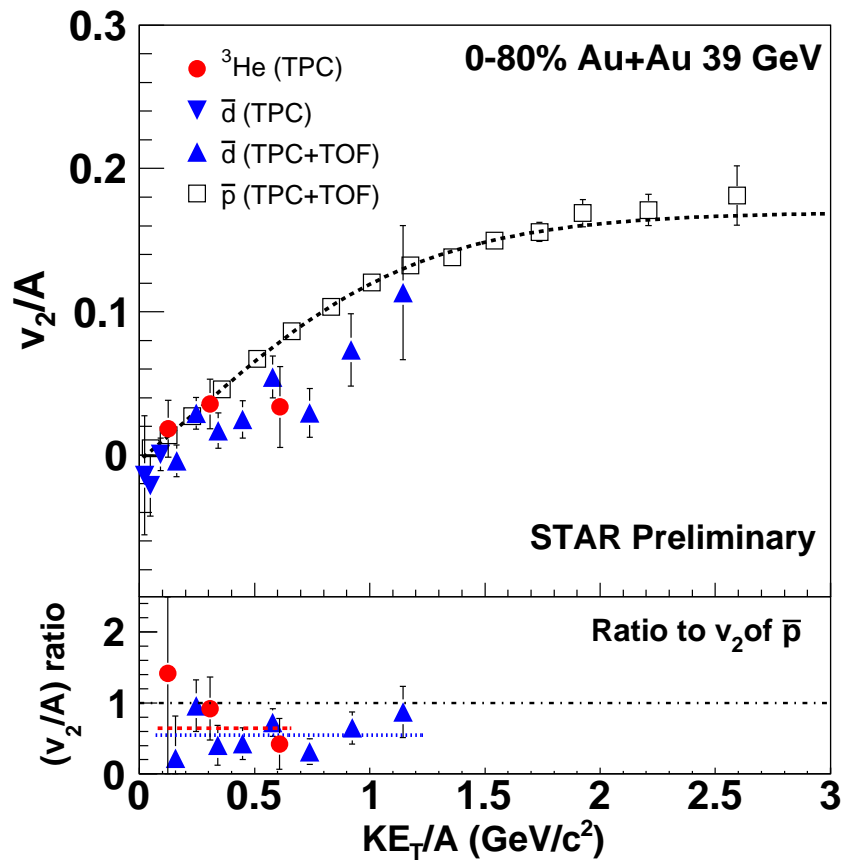 0.3
0-80% Au+Au 39 GeV
³He (TPC)
d̅ (TPC)
d̅ (TPC+TOF)
p̅ (TPC+TOF)
0.2
0.1
0
v₂/A
STAR Preliminary
Ratio to v₂of p̅
2
1
0
(v₂/A) ratio
0 0.5 1 1.5 2 2.5 3
KE_T/A (GeV/c²)